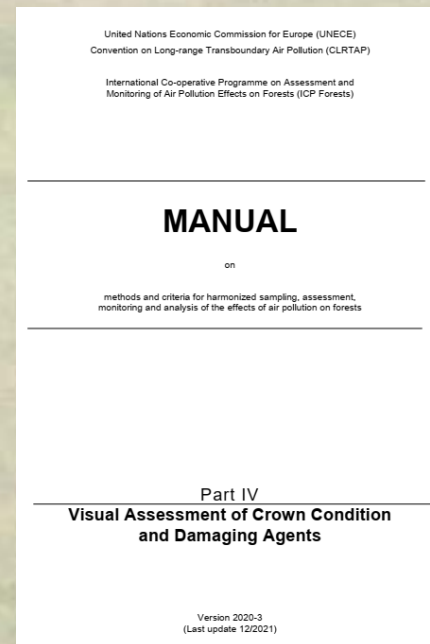 United Nations Economic Commission for Europe (UNECE)
Convention on Long-range Transboundary Air Pollution (CLRTAP)
International Co-operative Programme on Assessment and
Monitoring of Air Pollution Effects on Forests (ICP Forests)
MANUAL
on
methods and criteria for harmonized sampling, assessment,
monitoring and analysis of the effects of air pollution on forests
Part IV
Visual Assessment of Crown Condition
and Damaging Agents
Version 2020-3
(Last update 12/2021)